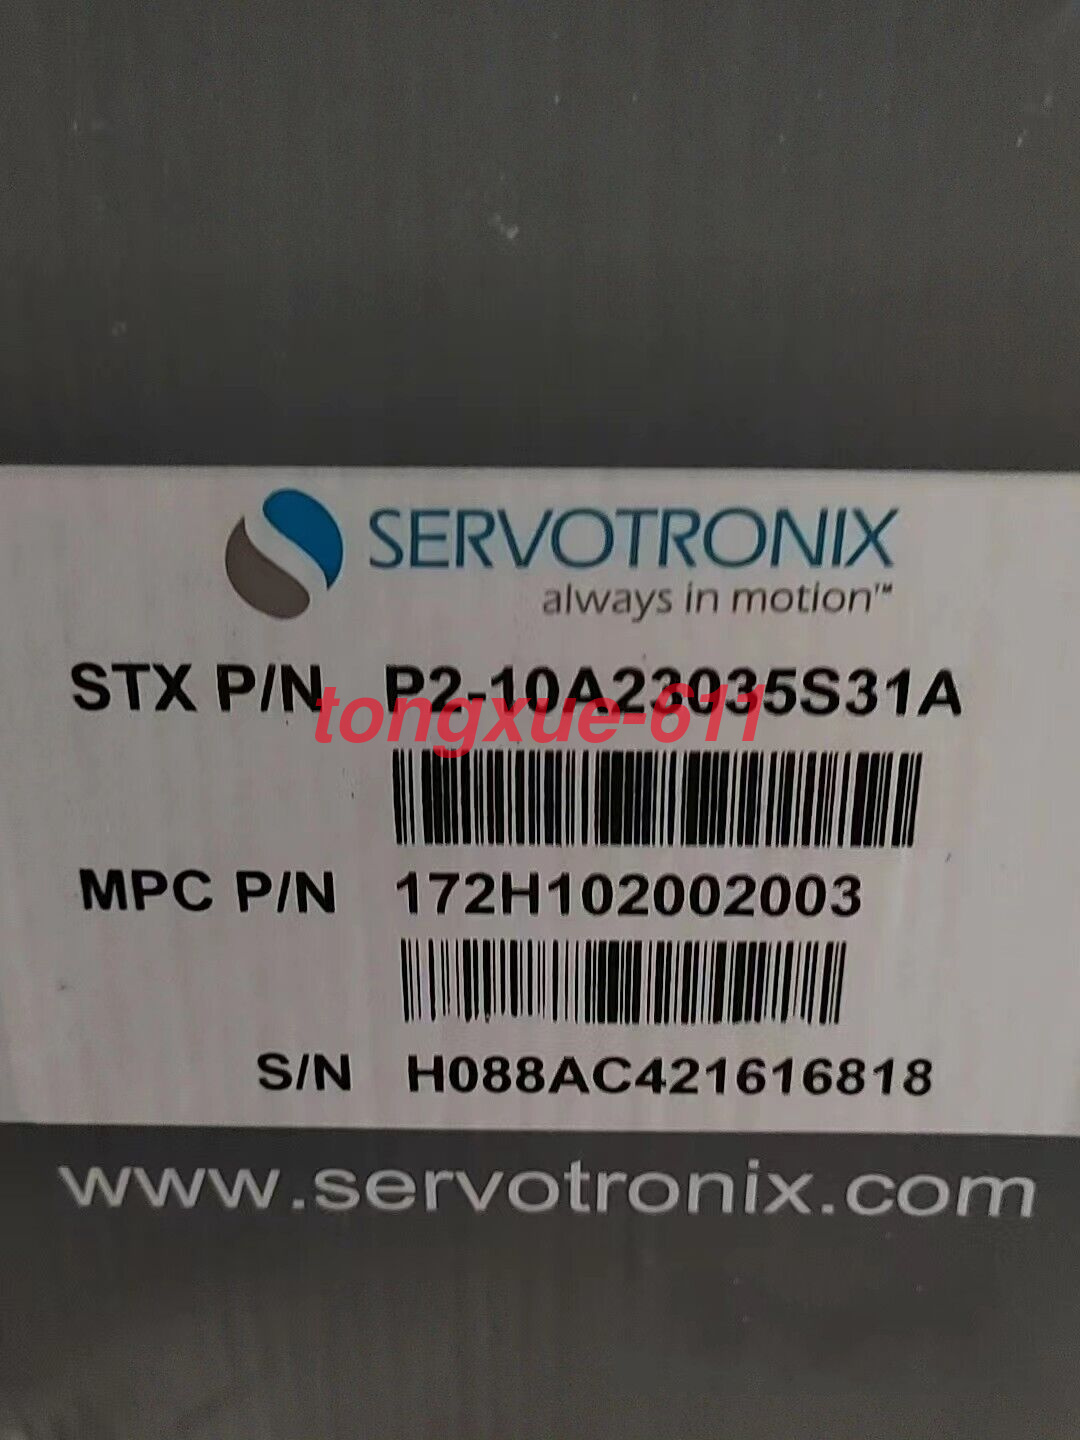 SERVOTRONIX
always in motion™
STX P/N P2-10A23035S31A
tongxue-611
MPC P/N 172H102002003
S/N H088AC421616818
www.servotronix.com